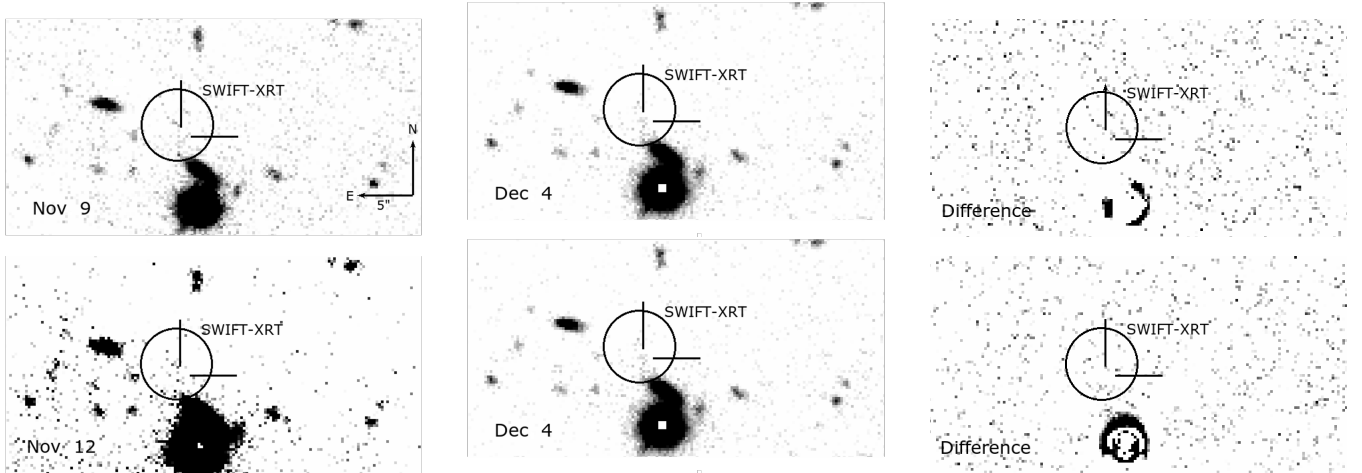 SWIFT-XRT
N
E
5"
Nov 9
SWIFT-XRT
Dec 4
SWIFT-XRT
Difference
SWIFT-XRT
Nov 12
SWIFT-XRT
Dec 4
SWIFT-XRT
Difference